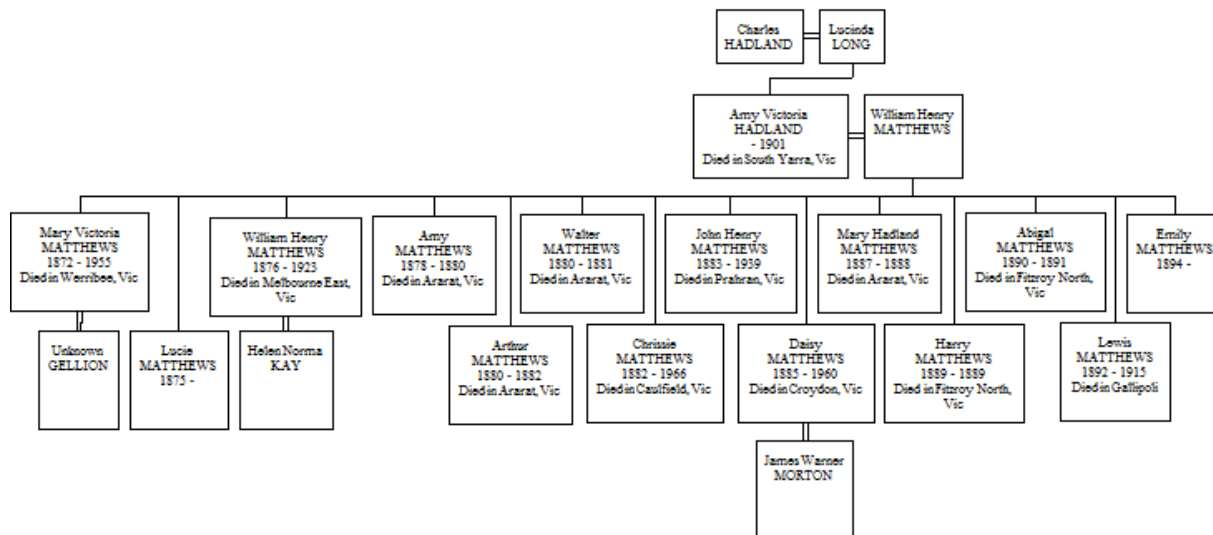 Charles
HADLAND
Lucinda
LONG
Amy Victoria
HADLAND
- 1901
Died in South Yarra, Vic
William Henry
MATTHEWS
Mary Victoria
MATTHEWS
1872 - 1955
Died in Werribee, Vic
William Henry
MATTHEWS
1876 - 1923
Died in Melbourne East,
Vic
Amy
MATTHEWS
1878 - 1880
Died in Ararat, Vic
Walter
MATTHEWS
1880 - 1881
Died in Ararat, Vic
John Henry
MATTHEWS
1883 - 1939
Died in Prahran, Vic
Mary Hadland
MATTHEWS
1887 - 1888
Died in Ararat, Vic
Abigal
MATTHEWS
1890 - 1891
Died in Fitzroy North,
Vic
Emily
MATTHEWS
1894 -
Unknown
GELLION
Lucie
MATTHEWS
1875 -
Helen Norma
KAY
Arthur
MATTHEWS
1880 - 1882
Died in Ararat, Vic
Chrissie
MATTHEWS
1882 - 1966
Died in Caulfield, Vic
Daisy
MATTHEWS
1885 - 1960
Died in Croydon, Vic
Harry
MATTHEWS
1889 - 1889
Died in Fitzroy North,
Vic
Lewis
MATTHEWS
1892 - 1915
Died in Gallipoli
James Warner
MORTON